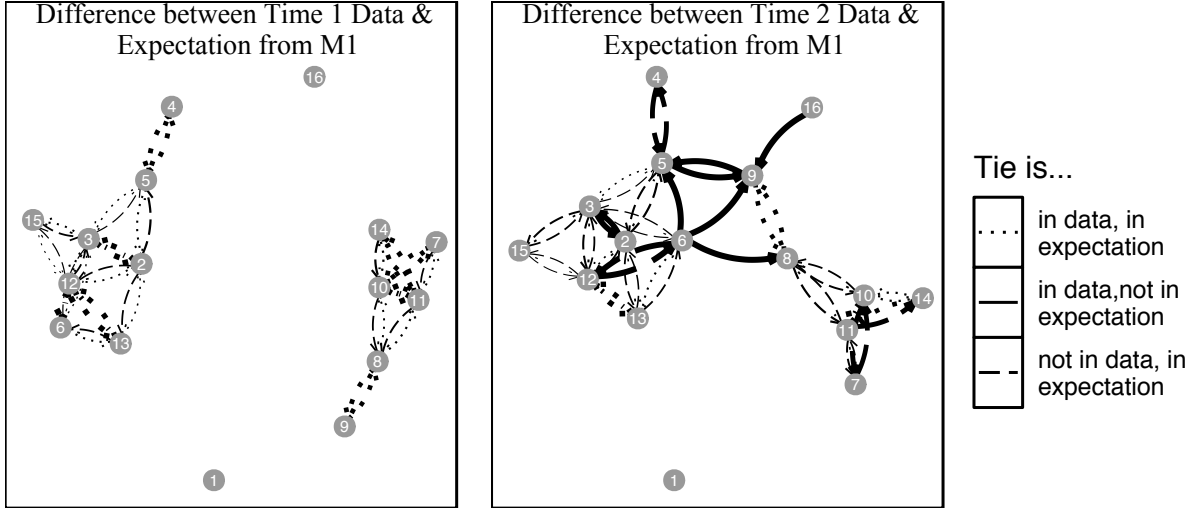 Difference between Time 1 Data &
Expectation from M1
16
4
5
15
3
2
12
6
13
14
7
10
11
8
9
1
Difference between Time 2 Data &
Expectation from M1
4
16
5
9
3
2
6
15
12
8
13
10
14
11
7
1
Tie is...
in data, in
expectation
in data,not in
expectation
not in data, in
expectation